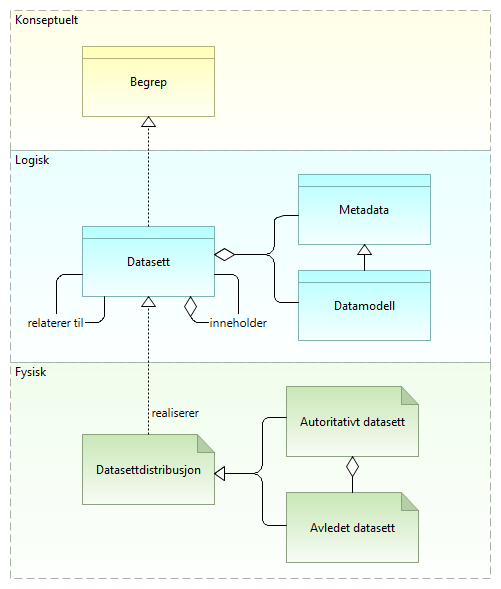 Konseptuelt
Begrep
Logisk
Metadata
Datasett
Datamodell
relaterer til
inneholder
Fysisk
realiserer
Autoritativt datasett
Datasettdistribusjon
Avledet datasett